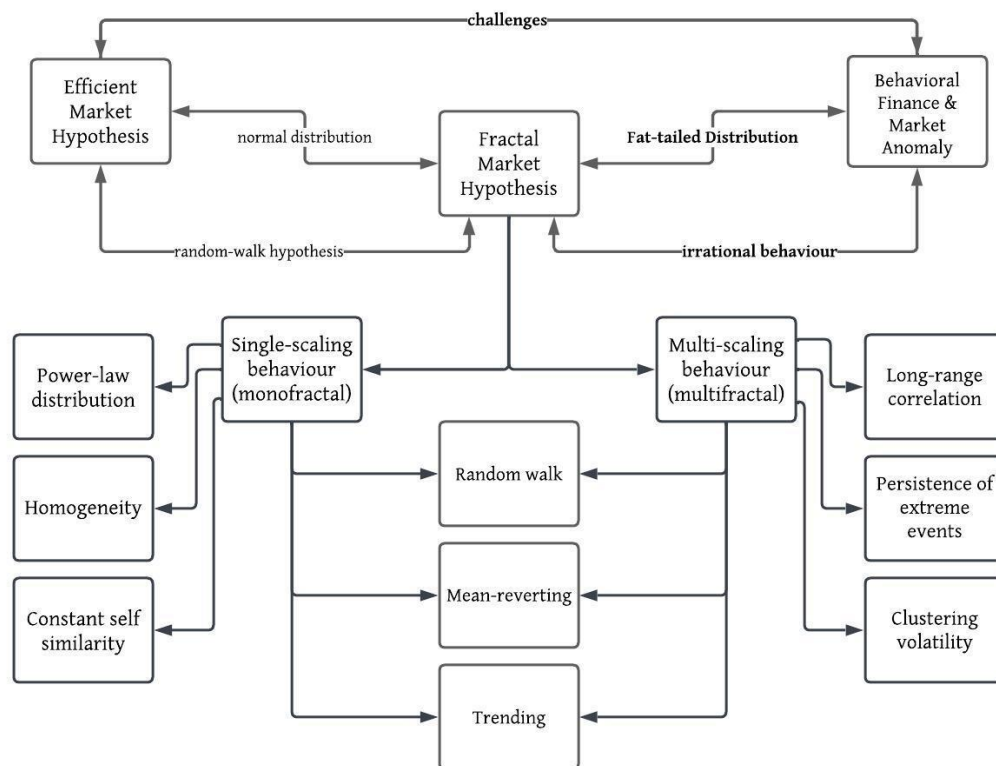 challenges
Efficient
Market
Hypothesis
Behavioral
Finance &
Market
Anomaly
normal distribution
Fractal
Market
Hypothesis
Fat-tailed Distribution
random-walk hypothesis
irrational behaviour
Single-scaling
behaviour
(monofractal)
Multi-scaling
behaviour
(multifractal)
Power-law
distribution
Long-range
correlation
Random walk
Homogeneity
Persistence of
extreme
events
Mean-reverting
Constant self
similarity
Clustering
volatility
Trending